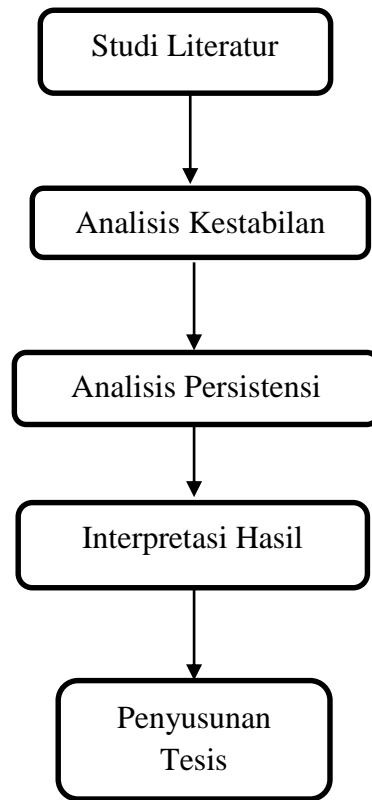 Studi Literatur
Analisis Kestabilan
Analisis Persistensi
Interpretasi Hasil
Penyusunan
Tesis